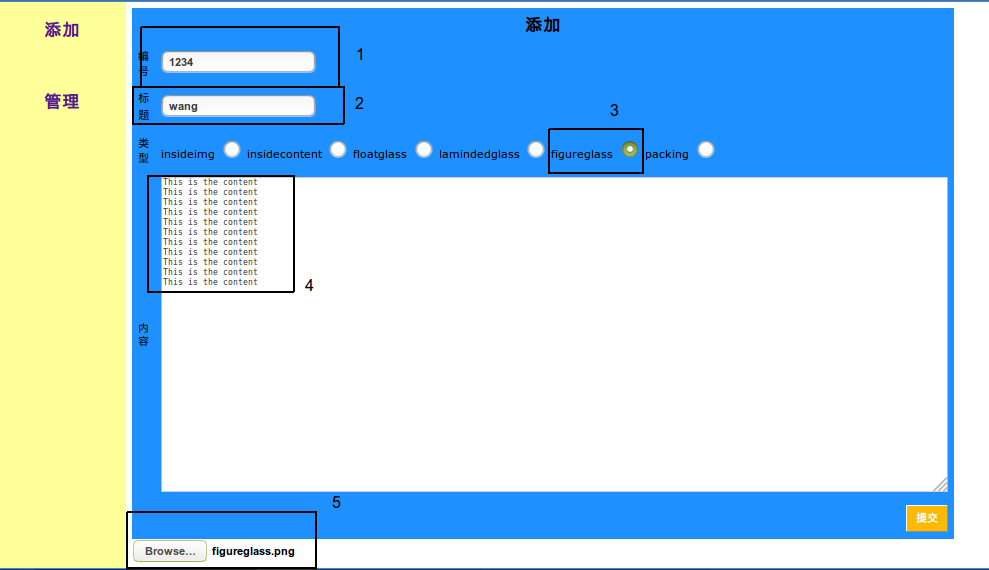 添加
管理
添加
编号
1234
1
标题
wang
2
3
类型
insideimg insidecontent floatglass lamindedglass figureglass packing
This is the content
This is the content
This is the content
This is the content
This is the content
This is the content
This is the content
This is the content
This is the content
This is the content
This is the content
4
内容
5
提交
Browse... figureglass.png